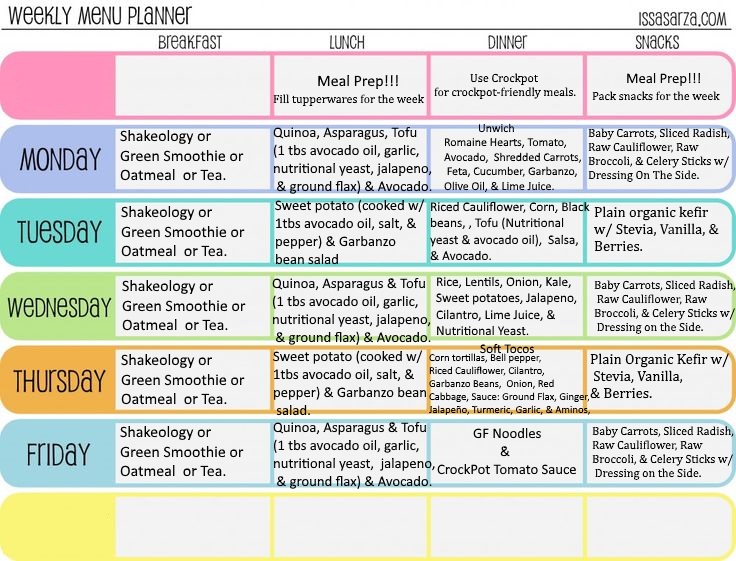 WEEKLY MENU PLANNER
ISSASARZA.COM
BREAKFAST
LUNCH
DINNER
SNACKS
Meal Prep!!!
Fill tupperwares for the week
Use Crockpot
for crockpot-friendly meals.
Meal Prep!!!
Pack snacks for the week
MONDAY
Shakeology or
Green Smoothie or
Oatmeal or Tea.
Quinoa, Asparagus, Tofu
(1 tbs avocado oil, garlic,
nutritional yeast, jalapeno,
& ground flax) & Avocado.
Unwich
Romaine Hearts, Tomato,
Avocado, Shredded Carrots,
Feta, Cucumber, Garbanzo,
Olive Oil, & Lime Juice.
Baby Carrots, Sliced Radish,
Raw Cauliflower, Raw
Broccoli, & Celery Sticks w/
Dressing On The Side.
TUESDAY
Shakeology or
Green Smoothie or
Oatmeal or Tea.
Sweet potato (cooked w/
1tbs avocado oil, salt, &
pepper) & Garbanzo
bean salad
Riced Cauliflower, Corn, Black
beans, , Tofu (Nutritional
yeast & avocado oil), Salsa,
& Avocado.
Plain organic kefir
w/ Stevia, Vanilla, &
Berries.
WEDNESDAY
Shakeology or
Green Smoothie or
Oatmeal or Tea.
Quinoa, Asparagus & Tofu
(1 tbs avocado oil, garlic,
nutritional yeast, jalapeno,
& ground flax) & Avocado.
Rice, Lentils, Onion, Kale,
Sweet potatoes, Jalapeno,
Cilantro, Lime Juice, &
Nutritional Yeast.
Baby Carrots, Sliced Radish,
Raw Cauliflower, Raw
Broccoli, & Celery Sticks w/
Dressing on the Side.
THURSDAY
Shakeology or
Green Smoothie or
Oatmeal or Tea.
Sweet potato (cooked w/
1tbs avocado oil, salt, &
pepper) & Garbanzo bean
salad.
Soft Tocos
Corn tortillas, Bell pepper,
Riced Cauliflower, Cilantro,
Garbanzo Beans, Onion, Red
Cabbage, Sauce: Ground Flax, Ginger,
Jalapeño, Turmeric, Garlic, & Aminos,
Plain Organic Kefir w/
Stevia, Vanilla,
& Berries.
FRIDAY
Shakeology or
Green Smoothie or
Oatmeal or Tea.
Quinoa, Asparagus & Tofu
(1 tbs avocado oil, garlic,
nutritional yeast, jalapeno,
& ground flax) & Avocado.
GF Noodles
&
CrockPot Tomato Sauce
Baby Carrots, Sliced Radish,
Raw Cauliflower, Raw
Broccoli, & Celery Sticks w/
Dressing on the Side.